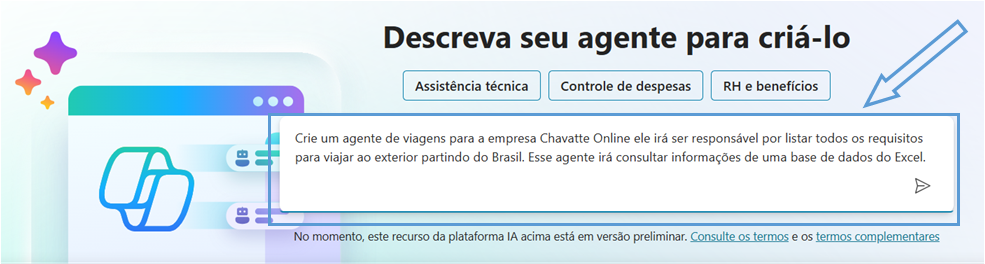 Descreva seu agente para criá-lo
Assistência técnica
Controle de despesas
RH e benefícios
Crie um agente de viagens para a empresa Chavatte Online ele irá ser responsável por listar todos os requisitos
para viajar ao exterior partindo do Brasil. Esse agente irá consultar informações de uma base de dados do Excel.
No momento, este recurso da plataforma IA acima está em versão preliminar. Consulte os termos e os termos complementares